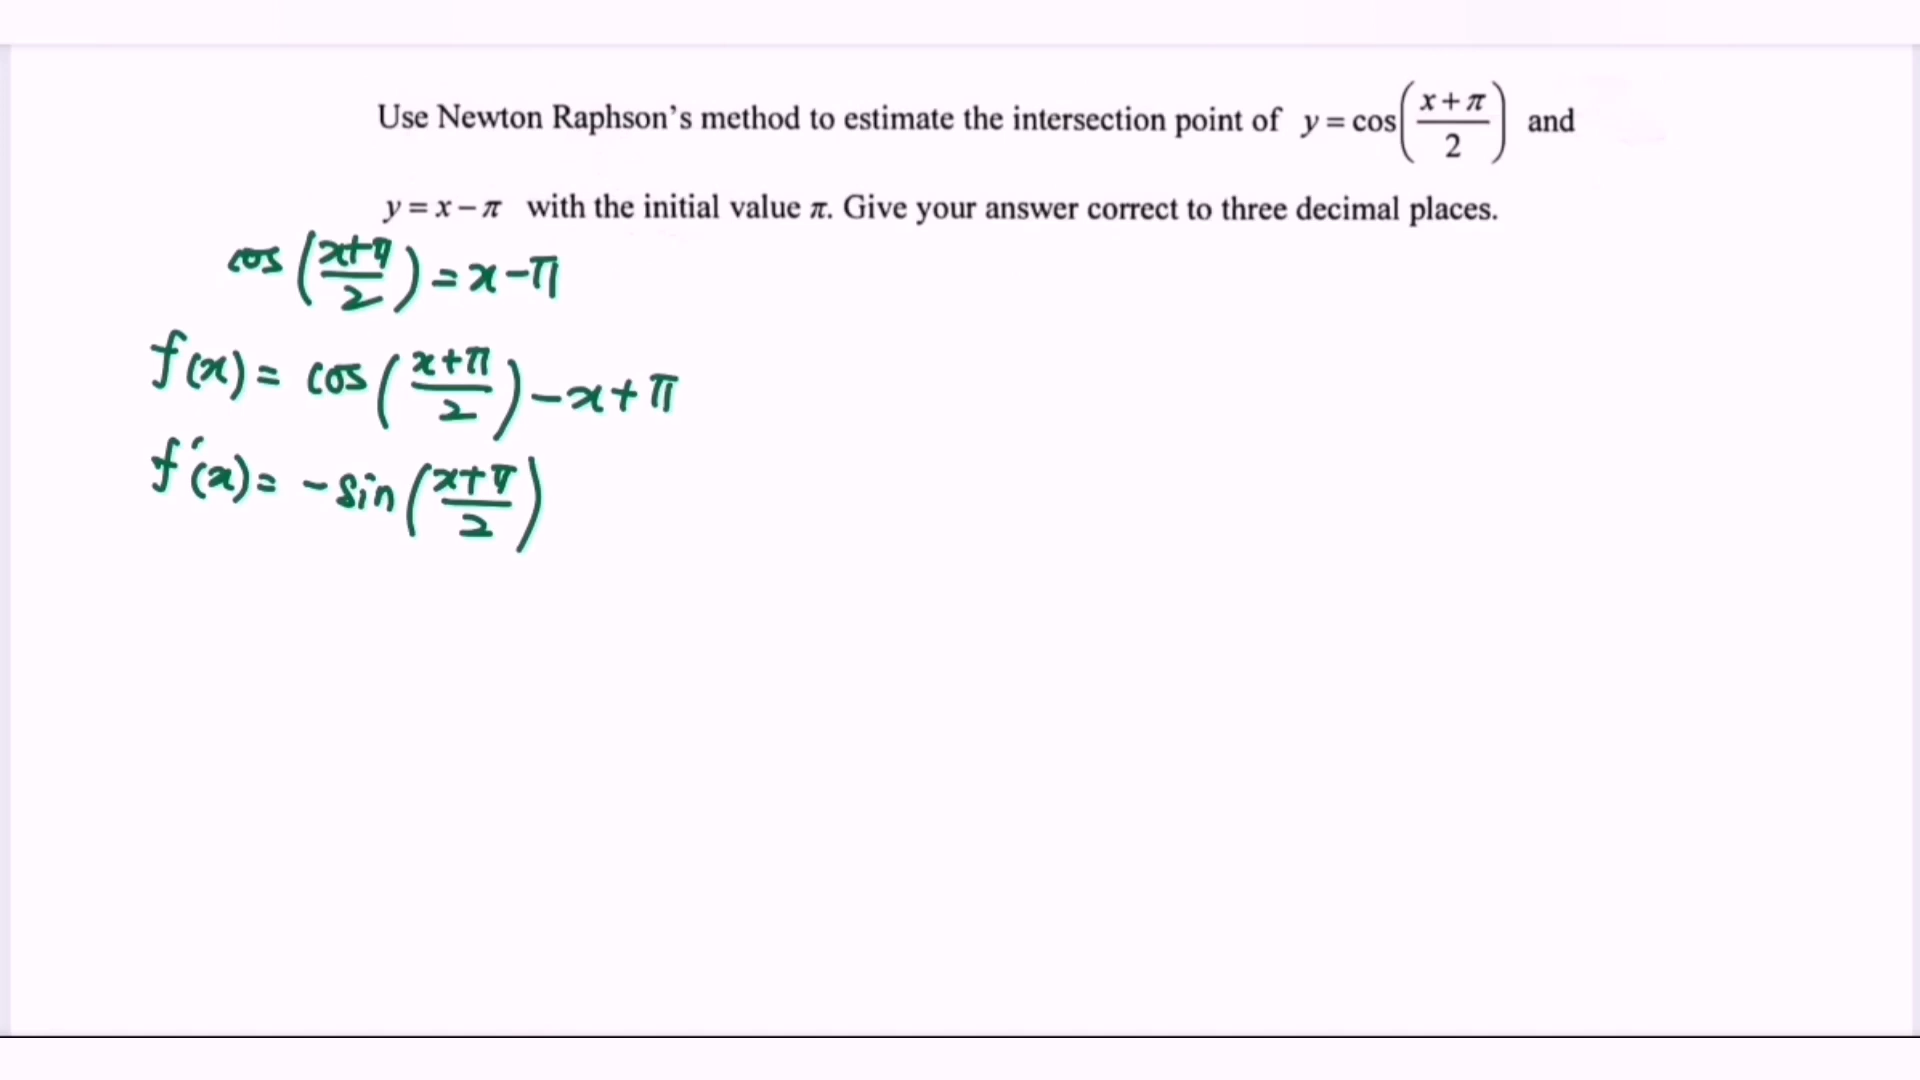 Use Newton Raphson's method to estimate the intersection point of y = cos((x + π)/2) and
y = x − π with the initial value π. Give your answer correct to three decimal places.
cos((x+π)/2) = x − π
f(x) = cos((x+π)/2) − x + π
f'(x) = − sin((x+π)/2)